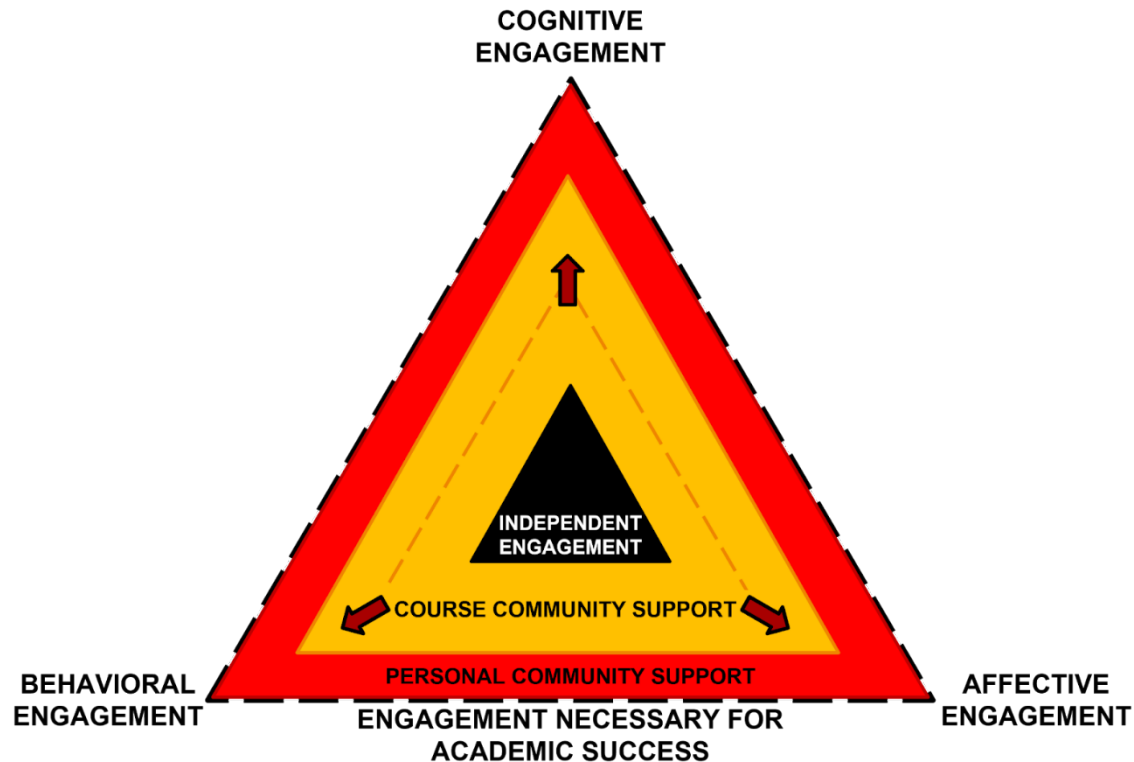 COGNITIVE
ENGAGEMENT
INDEPENDENT
ENGAGEMENT
COURSE COMMUNITY SUPPORT
PERSONAL COMMUNITY SUPPORT
BEHAVIORAL
ENGAGEMENT
AFFECTIVE
ENGAGEMENT
ENGAGEMENT NECESSARY FOR
ACADEMIC SUCCESS